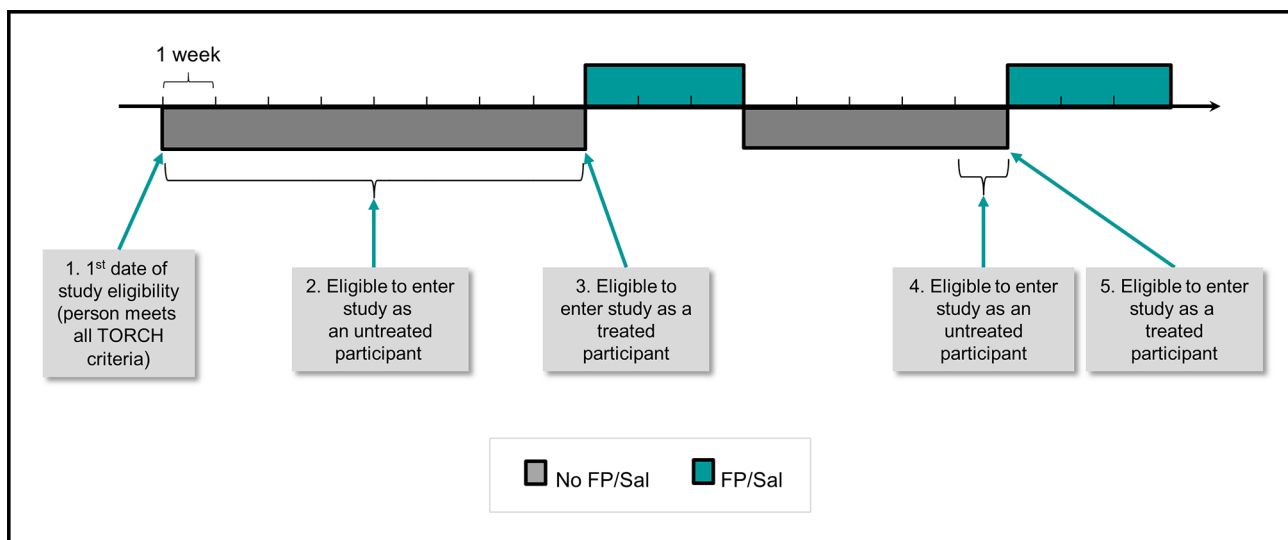 1 week
1. 1st date of
study eligibility
(person meets
all TORCH
criteria)
2. Eligible to enter
study as
an untreated
participant
3. Eligible to
enter study as a
treated
participant
4. Eligible to enter
study as an
untreated
participant
5. Eligible to enter
study as a
treated
participant
No FP/Sal
FP/Sal